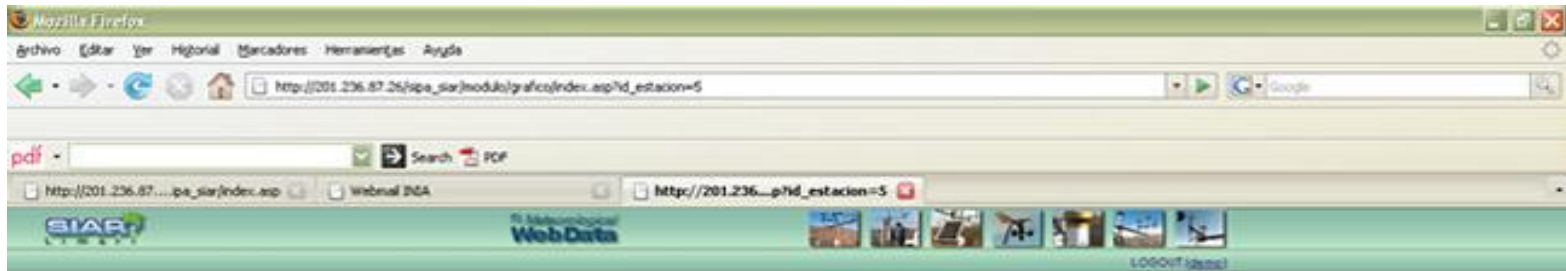 Mozilla Firefox
Archivo Editar Ver Historial Marcadores Herramientas Ayuda
http://201.236.87.26/sipa_siar/modulo/grafico/index.asp?id_estacion=5 Google
pdf Search PDF
http://201.236.87....ipa_siar/index.asp Webmail INIA http://201.236....p?id_estacion=5
SIAR
LIMARI
Meteorological
WebData
LOGOUT [demo]